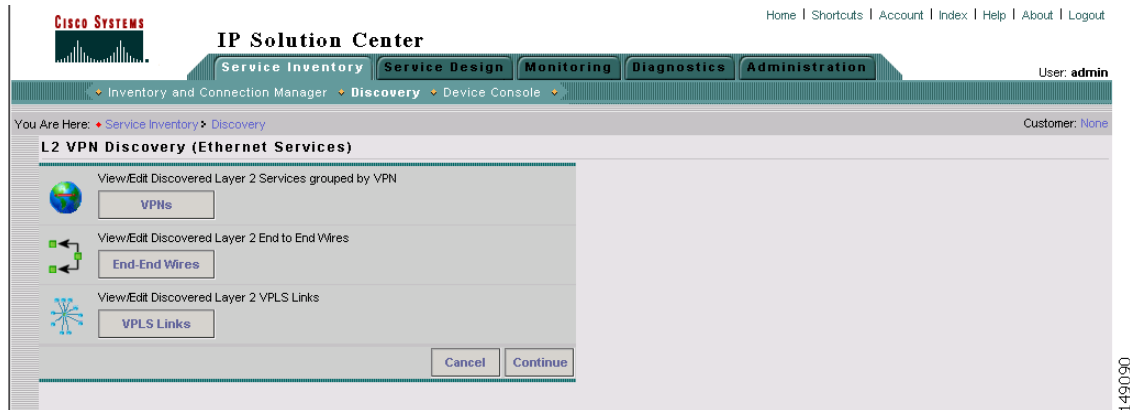 Cisco Systems
Home | Shortcuts | Account | Index | Help | About | Logout
IP Solution Center
Service Inventory Service Design Monitoring Diagnostics Administration
User: admin
Inventory and Connection Manager Discovery Device Console
You Are Here: Service Inventory Discovery
Customer: None
L2 VPN Discovery (Ethernet Services)
View/Edit Discovered Layer 2 Services grouped by VPN
VPNs
View/Edit Discovered Layer 2 End to End Wires
End-End Wires
View/Edit Discovered Layer 2 VPLS Links
VPLS Links
Cancel Continue
149090